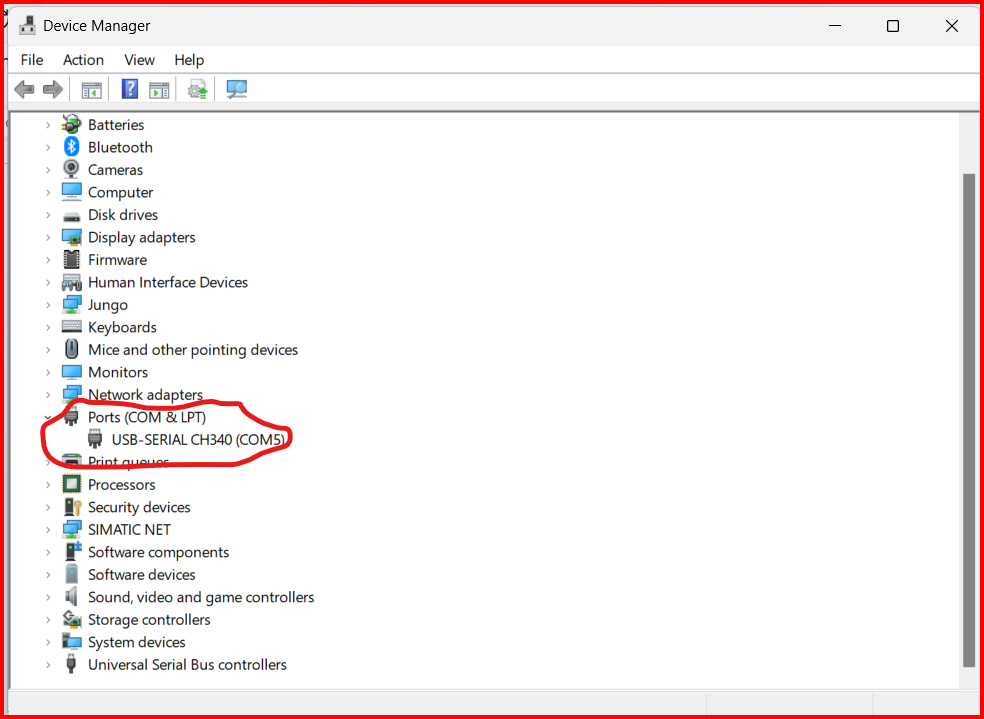 Device Manager
File Action View Help
Batteries
Bluetooth
Cameras
Computer
Disk drives
Display adapters
Firmware
Human Interface Devices
Jungo
Keyboards
Mice and other pointing devices
Monitors
Network adapters
Ports (COM & LPT)
USB-SERIAL CH340 (COM5)
Print queues
Processors
Security devices
SIMATIC NET
Software components
Software devices
Sound, video and game controllers
Storage controllers
System devices
Universal Serial Bus controllers